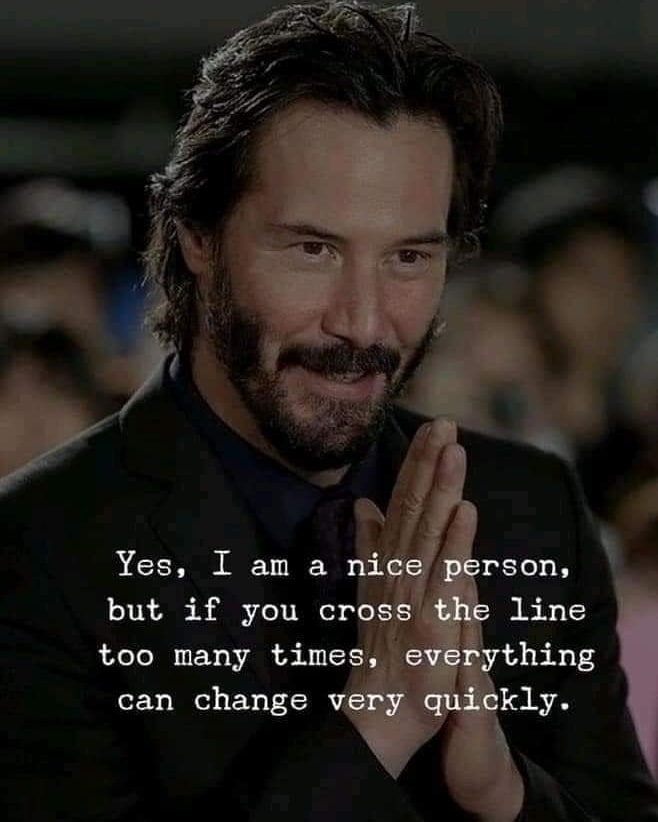 Yes, I am a nice person,
but if you cross the line
too many times, everything
can change very quickly.